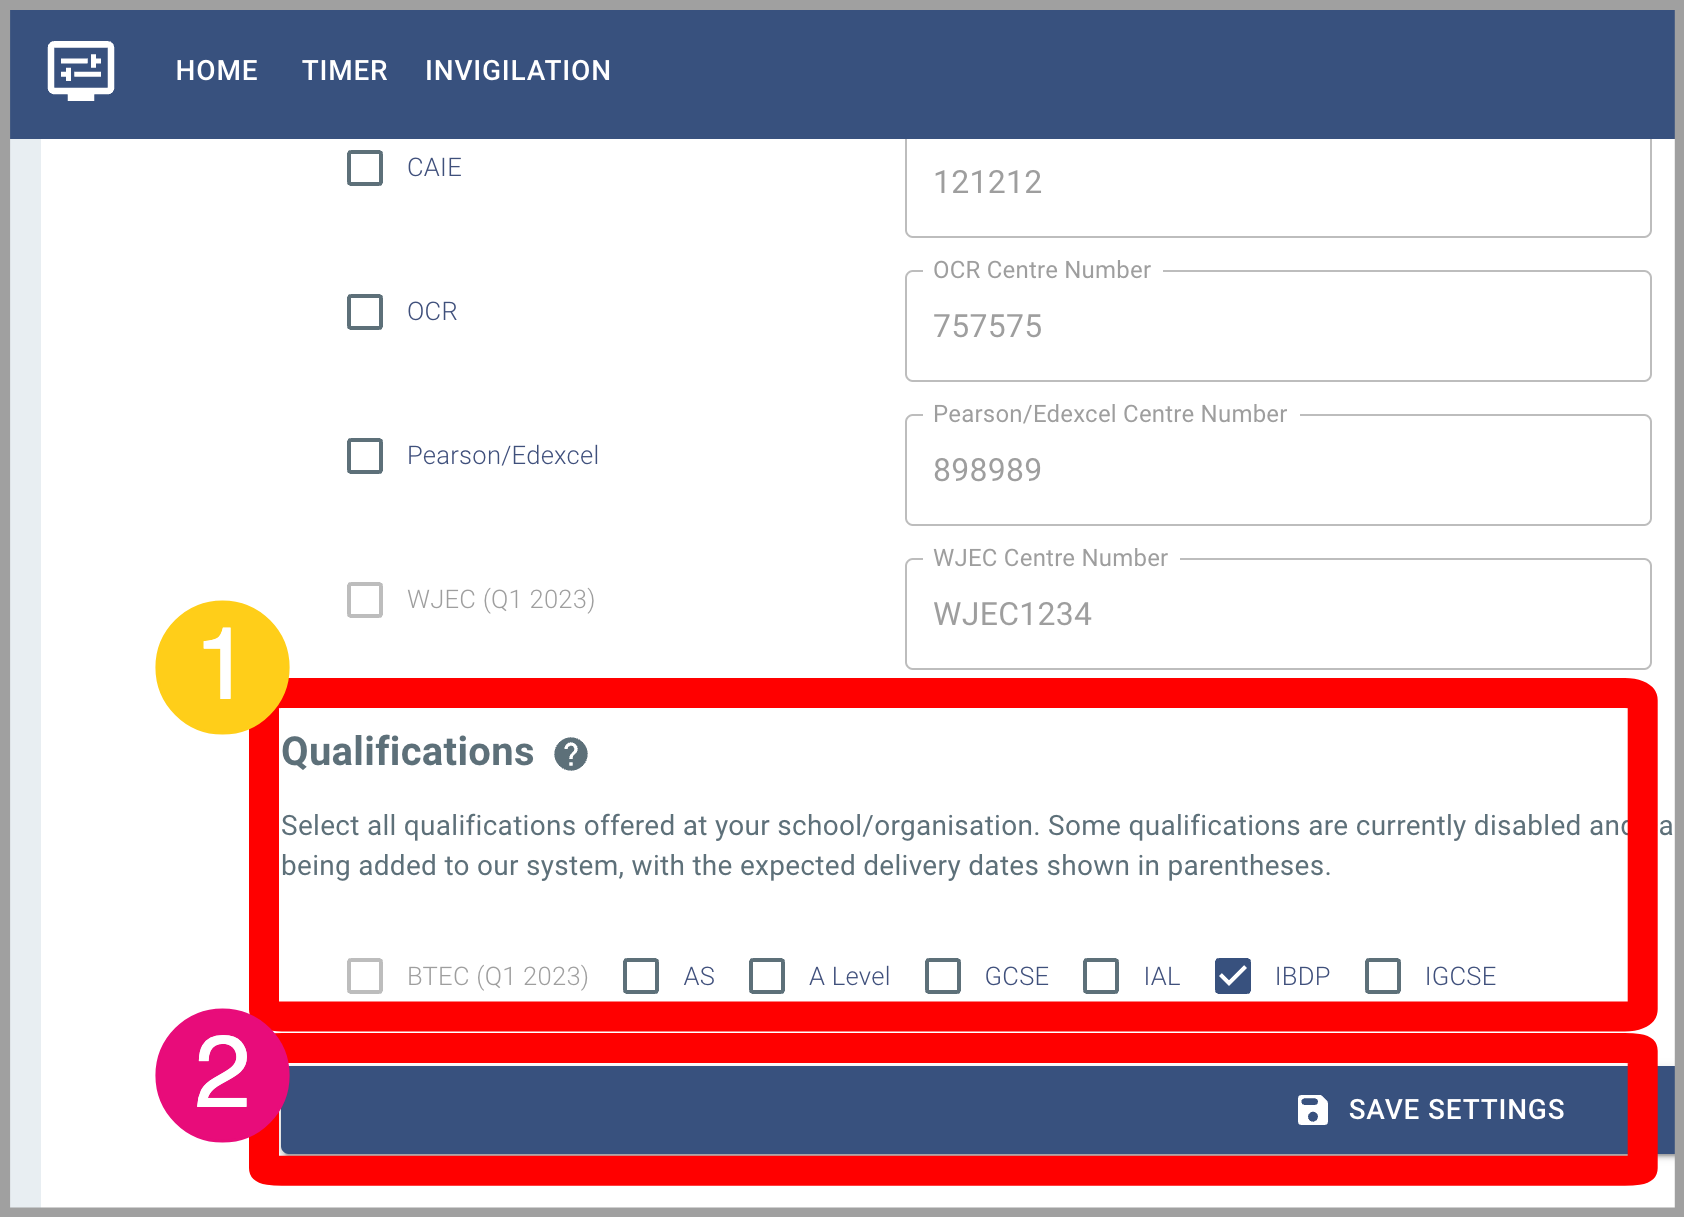 HOME TIMER INVIGILATION
CAIE
121212
OCR Centre Number
OCR
757575
Pearson/Edexcel Centre Number
Pearson/Edexcel
898989
WJEC Centre Number
WJEC (Q1 2023)
WJEC1234
1
Qualifications ?
Select all qualifications offered at your school/organisation. Some qualifications are currently disabled and a
being added to our system, with the expected delivery dates shown in parentheses.
BTEC (Q1 2023) AS A Level GCSE IAL IBDP IGCSE
2
SAVE SETTINGS